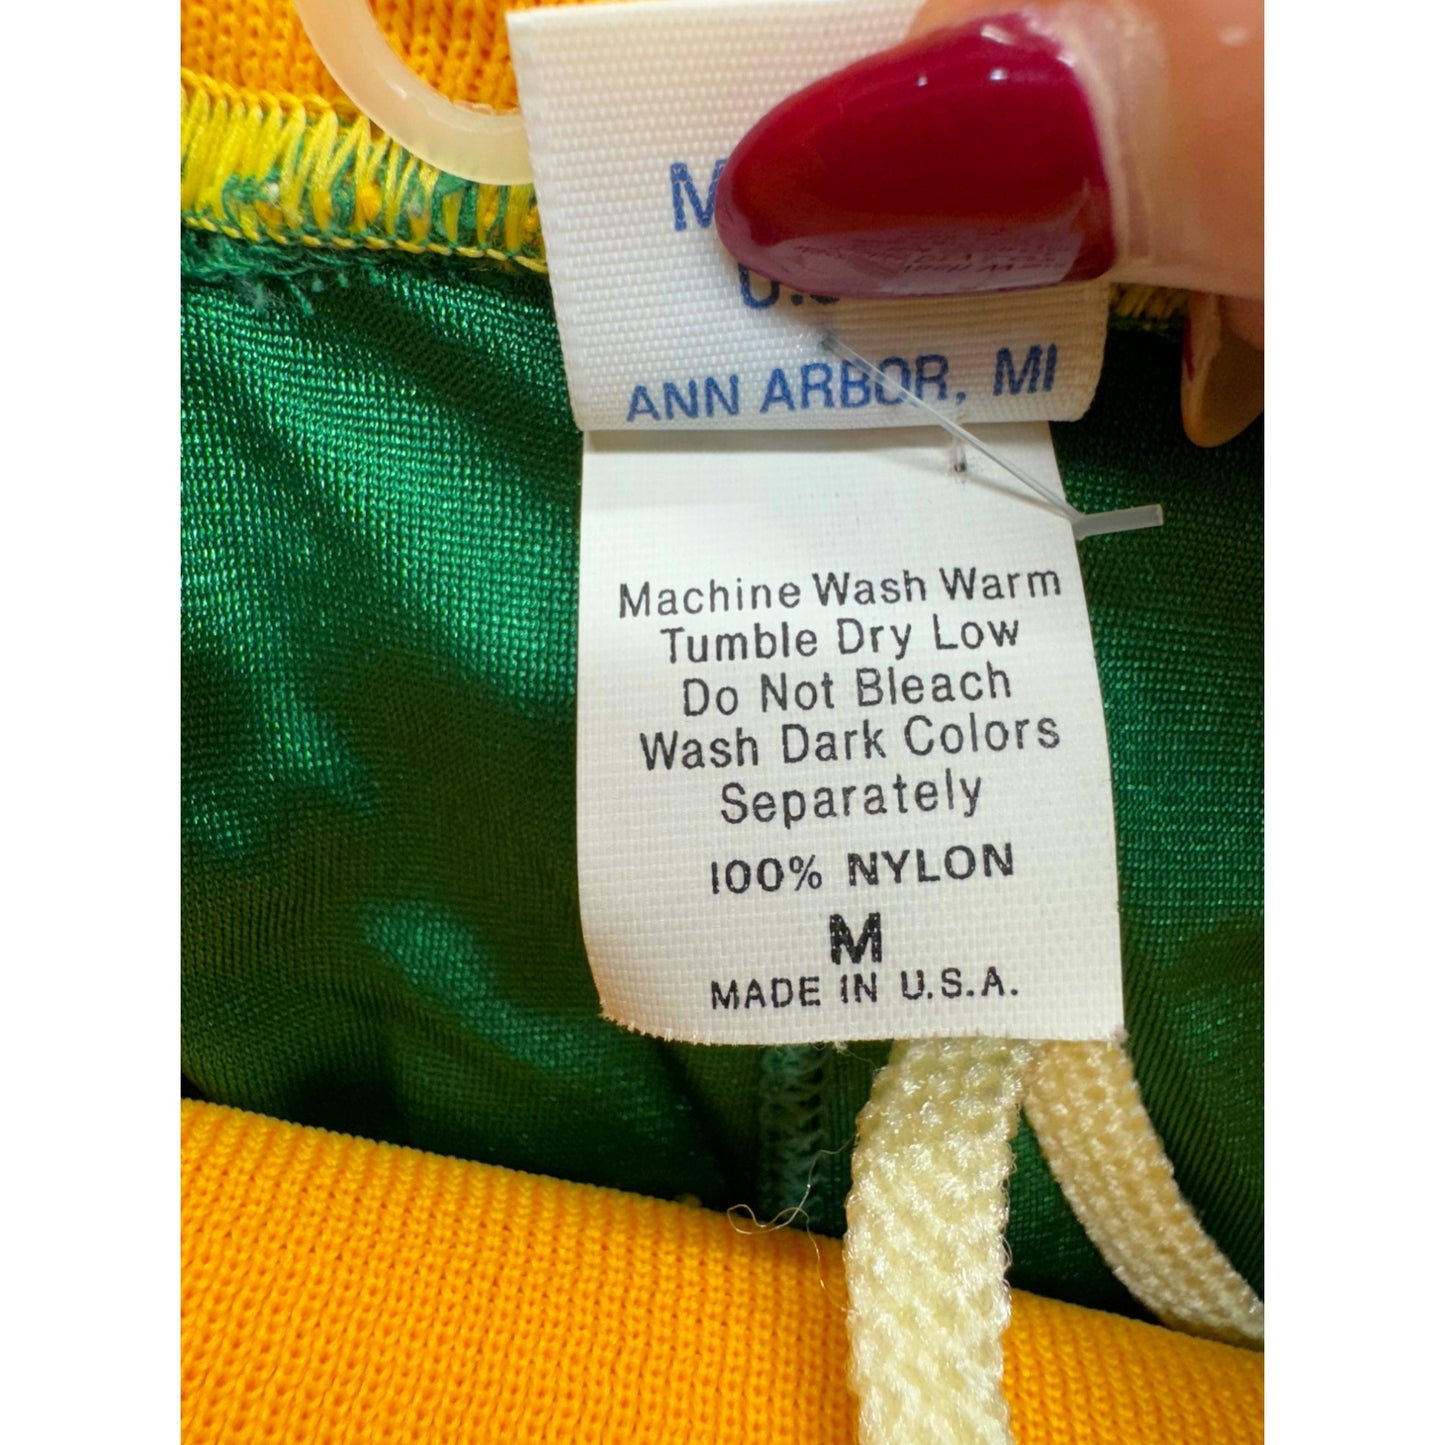 ANN ARBOR, MI
Machine Wash Warm
Tumble Dry Low
Do Not Bleach
Wash Dark Colors
Separately
100% NYLON
M
MADE IN U.S.A.